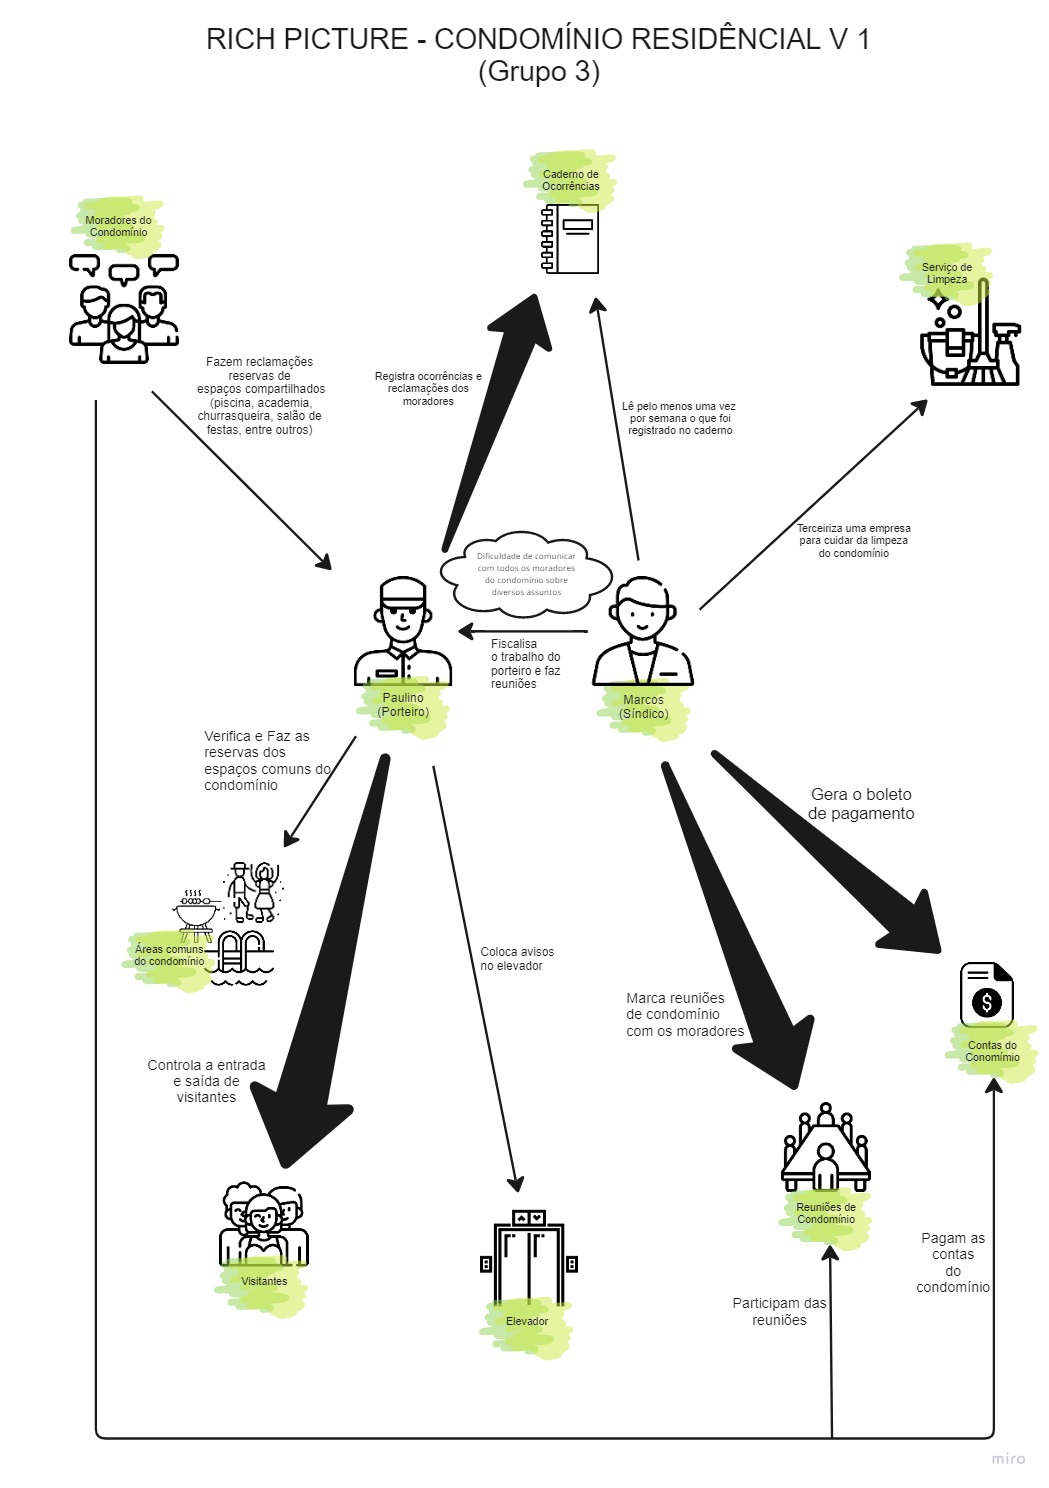 RICH PICTURE - CONDOMÍNIO RESIDÊNCIAL V 1
(Grupo 3)
Caderno de
Ocorrências
Moradores do
Condomínio
Serviço de
Limpeza
Fazem reclamações
reservas de
espaços compartilhados
(piscina, academia,
churrasqueira, salão de
festas, entre outros)
Registra ocorrências e
reclamações dos
moradores
Lê pelo menos uma vez
por semana o que foi
registrado no caderno
Terceiriza uma empresa
para cuidar da limpeza
do condomínio
Dificuldade de comunicar
com todos os moradores
do condomínio sobre
diversos assuntos
Fiscalisa
o trabalho do
porteiro e faz
reuniões
Paulino
(Porteiro)
Marcos
(Síndico)
Verifica e Faz as
reservas dos
espaços comuns do
condomínio
Gera o boleto
de pagamento
Áreas comuns
do condomínio
Coloca avisos
no elevador
Marca reuniões
de condomínio
com os moradores
Contas do
Conomímio
Controla a entrada
e saída de
visitantes
Reuniões de
Condomínio
Pagam as
contas
do
condomínio
Visitantes
Participam das
reuniões
Elevador
miro